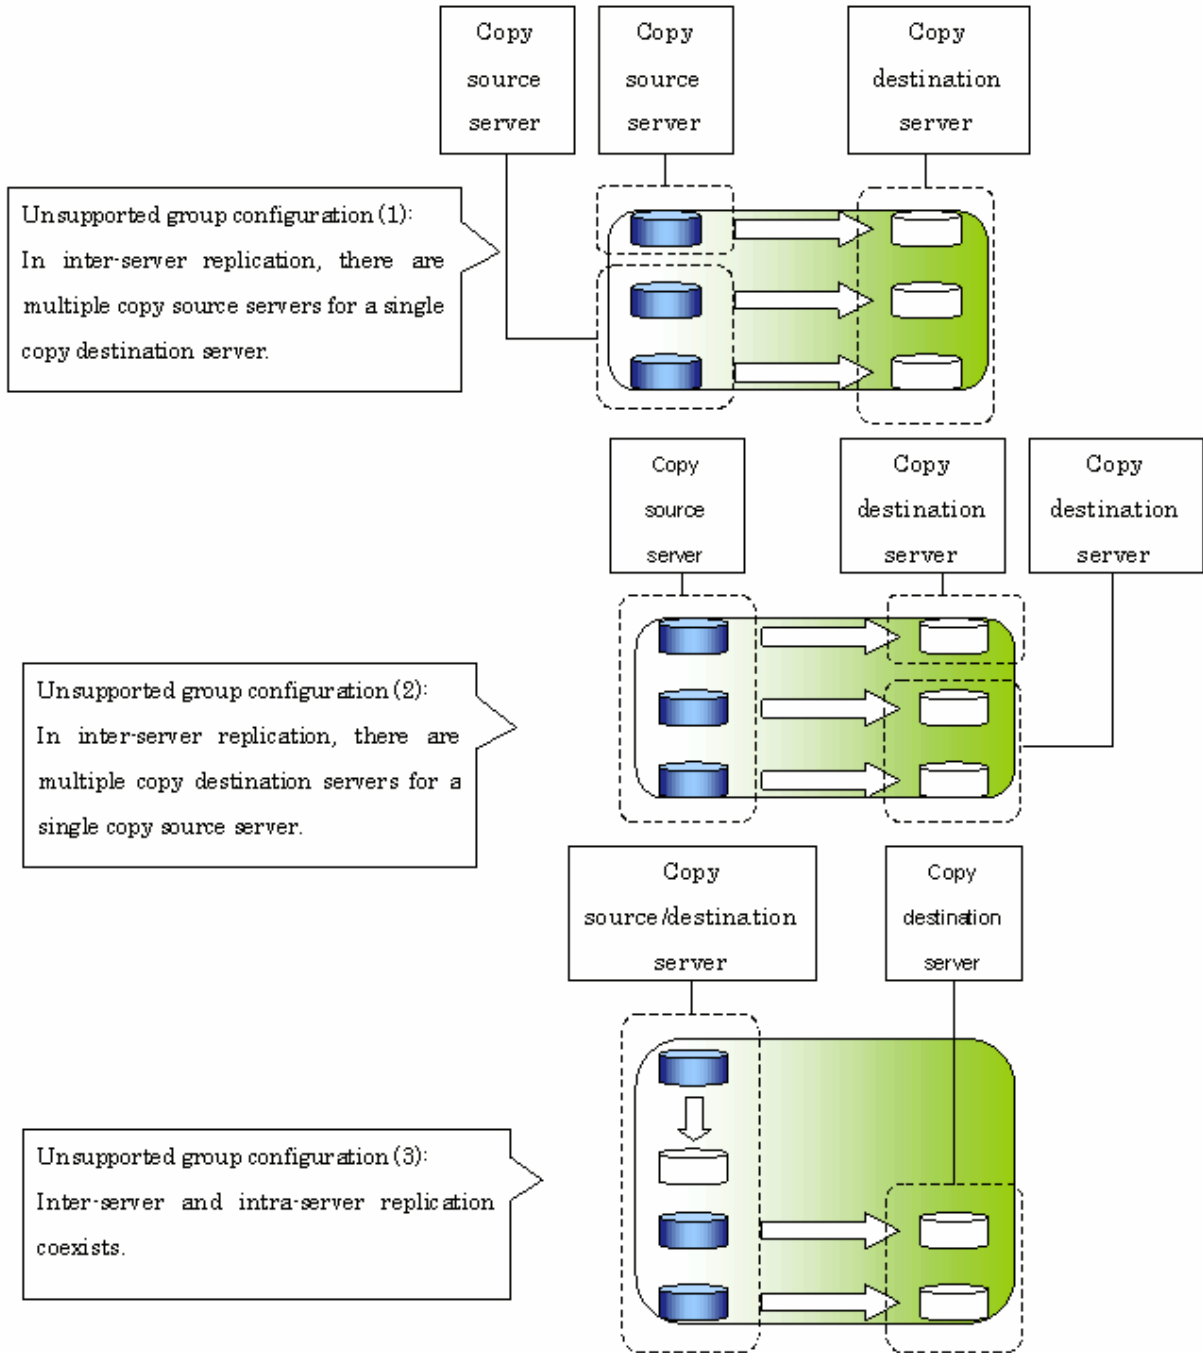 Copy
source
server
Copy
source
server
Copy
destination
server
Unsupported group configuration (1):
In inter-server replication, there are
multiple copy source servers for a single
copy destination server.
Copy
source
server
Copy
destination
server
Copy
destination
server
Unsupported group configuration (2):
In inter-server replication, there are
multiple copy destination servers for a
single copy source server.
Copy
source/destination
server
Copy
destination
server
Unsupported group configuration (3):
Inter-server and intra-server replication
coexists.